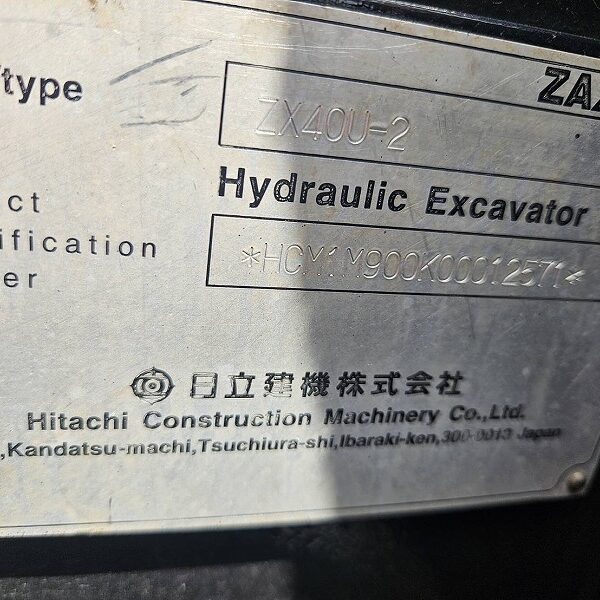 ZAX
/type
ZX40U-2
Hydraulic Excavator
ct
ification
er
*HCM1M900K00012571*
日立建機株式会社
Hitachi Construction Machinery Co.,Ltd.
,Kandatsu-machi,Tsuchiura-shi,Ibaraki-ken,300-0013 Japan